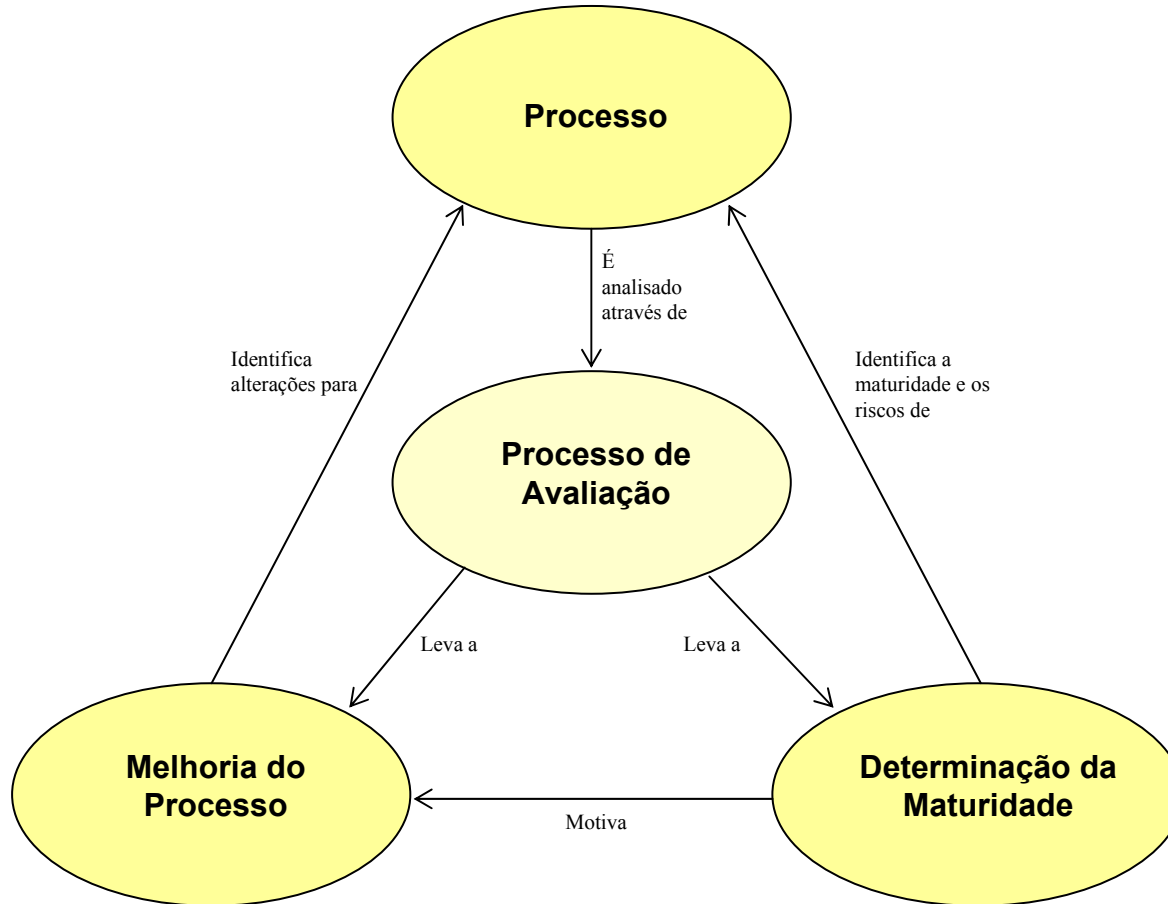 Processo
É
analisado
através de
Identifica
alterações para
Identifica a
maturidade e os
riscos de
Processo de
Avaliação
Leva a
Leva a
Melhoria do
Processo
Determinação da
Maturidade
Motiva